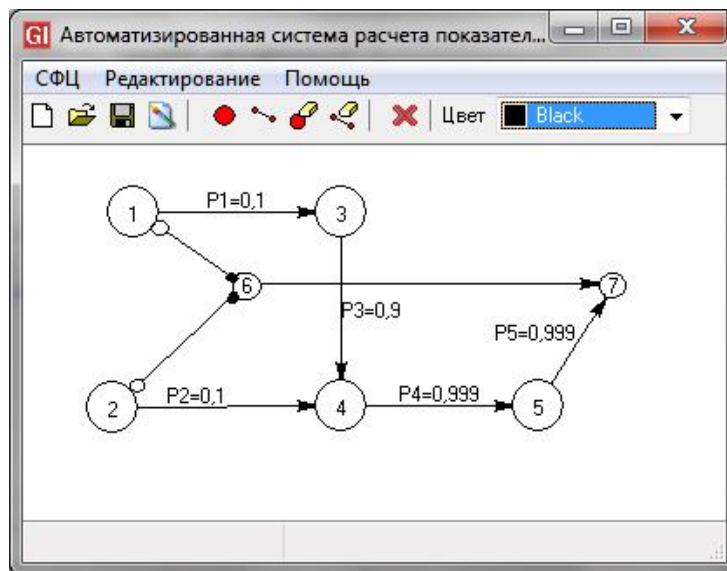 GI Автоматизированная система расчета показател...
СФЦ Редактирование Помощь
Цвет Black
1 P1=0,1 3
6 7
P3=0,9
P5=0,999
2 P2=0,1 4 P4=0,999 5